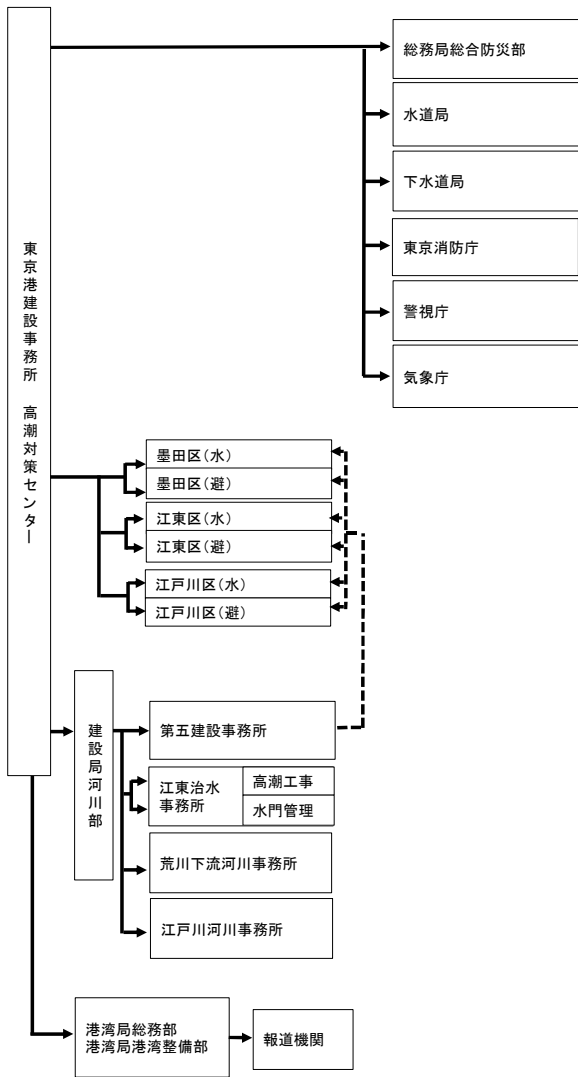 東京港建設事務所　高潮対策センター
総務局総合防災部
水道局
下水道局
東京消防庁
警視庁
気象庁
墨田区（水）
墨田区（避）
江東区（水）
江東区（避）
江戸川区（水）
江戸川区（避）
建設局河川部
第五建設事務所
江東治水
事務所
高潮工事
水門管理
荒川下流河川事務所
江戸川河川事務所
港湾局総務部
港湾局港湾整備部
報道機関